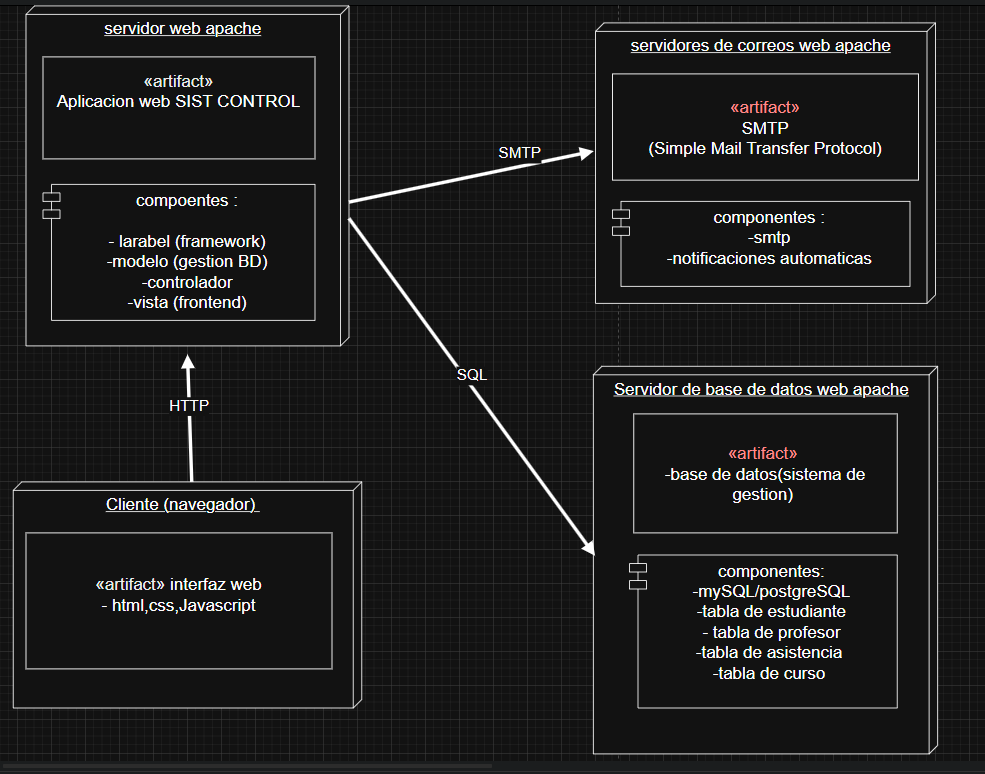 servidor web apache
«artifact»
Aplicacion web SIST CONTROL
compoentes :
- larabel (framework)
-modelo (gestion BD)
-controlador
-vista (frontend)
SMTP
servidores de correos web apache
«artifact»
SMTP
(Simple Mail Transfer Protocol)
componentes :
-smtp
-notificaciones automaticas
HTTP
SQL
Cliente (navegador)
«artifact» interfaz web
- html,css,Javascript
Servidor de base de datos web apache
«artifact»
-base de datos(sistema de
gestion)
componentes:
-mySQL/postgreSQL
-tabla de estudiante
- tabla de profesor
-tabla de asistencia
-tabla de curso